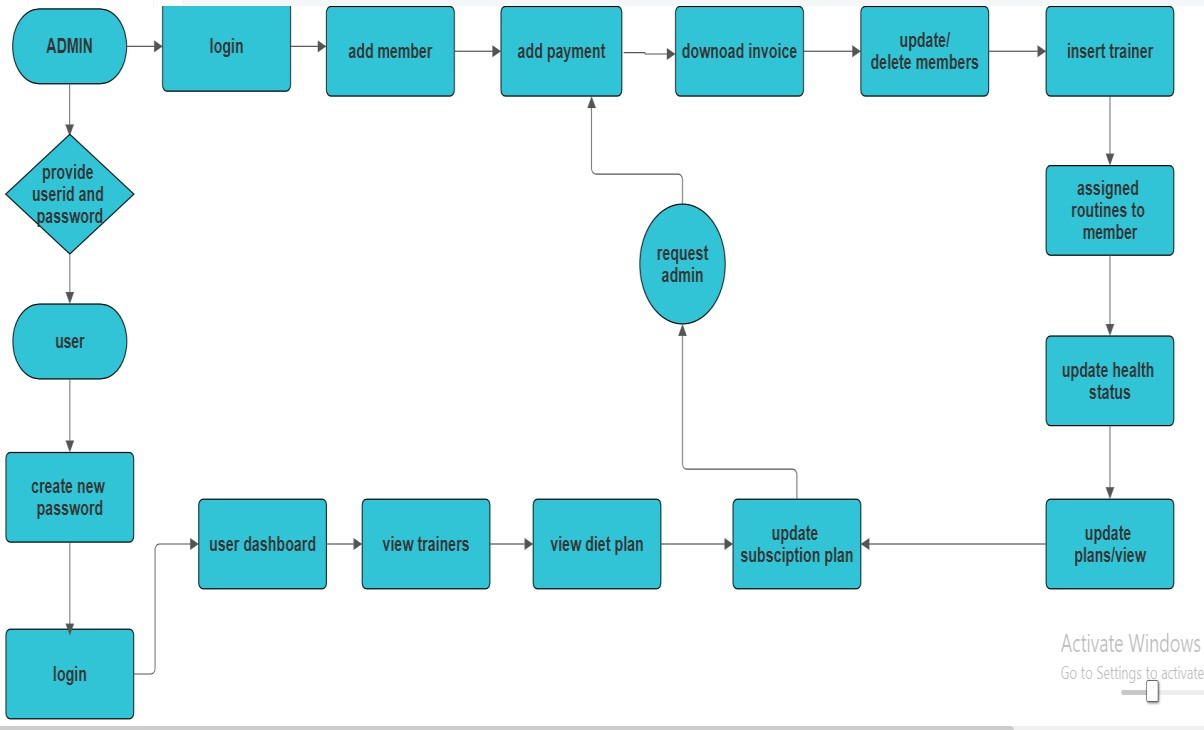 ADMIN
login
add member
add payment
downoad invoice
update/
delete members
insert trainer
provide
userid and
password
assigned
routines to
member
request
admin
user
update health
status
create new
password
user dashboard
view trainers
view diet plan
update
subsciption plan
update
plans/view
login
Activate Windows
Go to Settings to activate